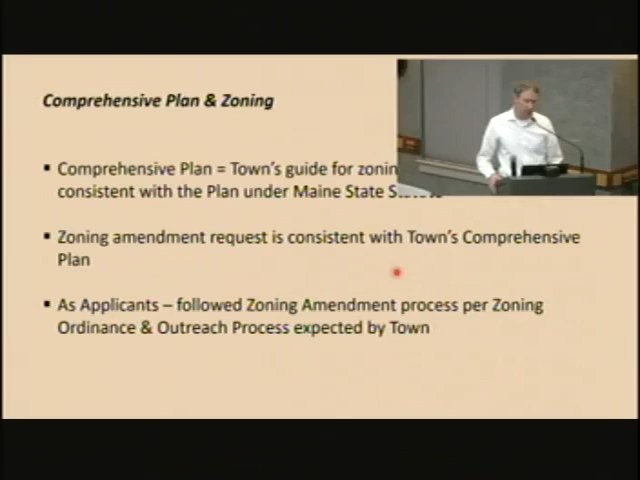 Comprehensive Plan & Zoning
▪ Comprehensive Plan = Town's guide for
consistent with the Plan under Maine State
▪ Zoning amendment request is consistent with Town's Comprehensive
Plan
▪ As Applicants – followed Zoning Amendment process per Zoning
Ordinance & Outreach Process expected by Town